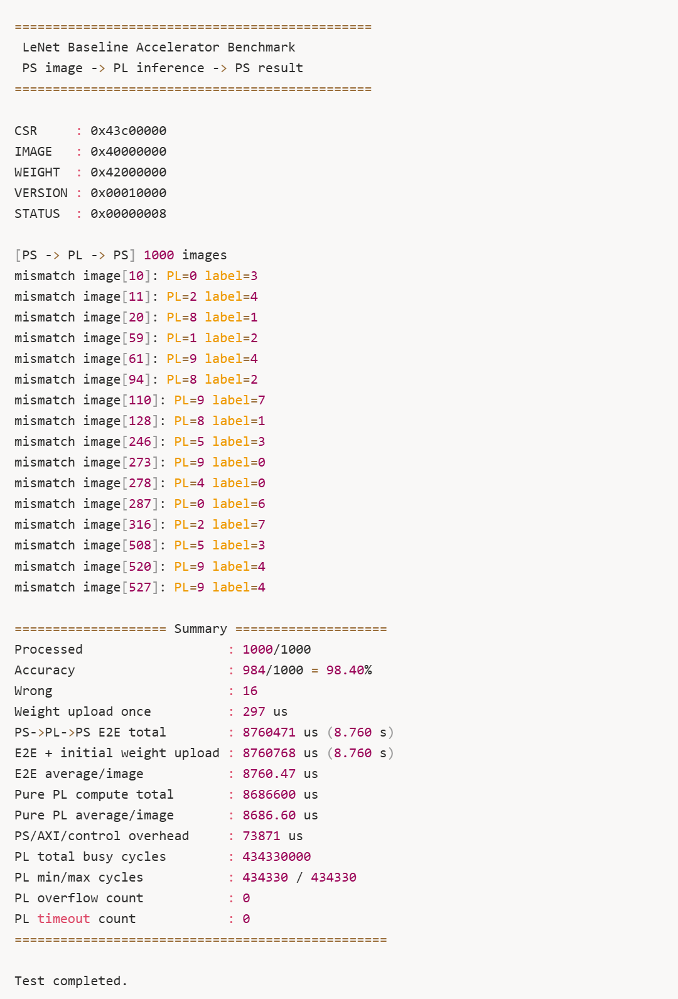 ===============================================
 LeNet Baseline Accelerator Benchmark
 PS image -> PL inference -> PS result
===============================================
CSR     : 0x43c00000
IMAGE   : 0x40000000
WEIGHT  : 0x42000000
VERSION : 0x00010000
STATUS  : 0x00000008
[PS -> PL -> PS] 1000 images
mismatch image[10]: PL=0 label=3
mismatch image[11]: PL=2 label=4
mismatch image[20]: PL=8 label=1
mismatch image[59]: PL=1 label=2
mismatch image[61]: PL=9 label=4
mismatch image[94]: PL=8 label=2
mismatch image[110]: PL=9 label=7
mismatch image[128]: PL=8 label=1
mismatch image[246]: PL=5 label=3
mismatch image[273]: PL=9 label=0
mismatch image[278]: PL=4 label=0
mismatch image[287]: PL=0 label=6
mismatch image[316]: PL=2 label=7
mismatch image[508]: PL=5 label=3
mismatch image[520]: PL=9 label=4
mismatch image[527]: PL=9 label=4
==================== Summary ====================
Processed                   : 1000/1000
Accuracy                    : 984/1000 = 98.40%
Wrong                       : 16
Weight upload once          : 297 us
PS->PL->PS E2E total        : 8760471 us (8.760 s)
E2E + initial weight upload : 8760768 us (8.760 s)
E2E average/image           : 8760.47 us
Pure PL compute total       : 8686600 us
Pure PL average/image       : 8686.60 us
PS/AXI/control overhead     : 73871 us
PL total busy cycles        : 434330000
PL min/max cycles           : 434330 / 434330
PL overflow count           : 0
PL timeout count            : 0
=================================================
Test completed.